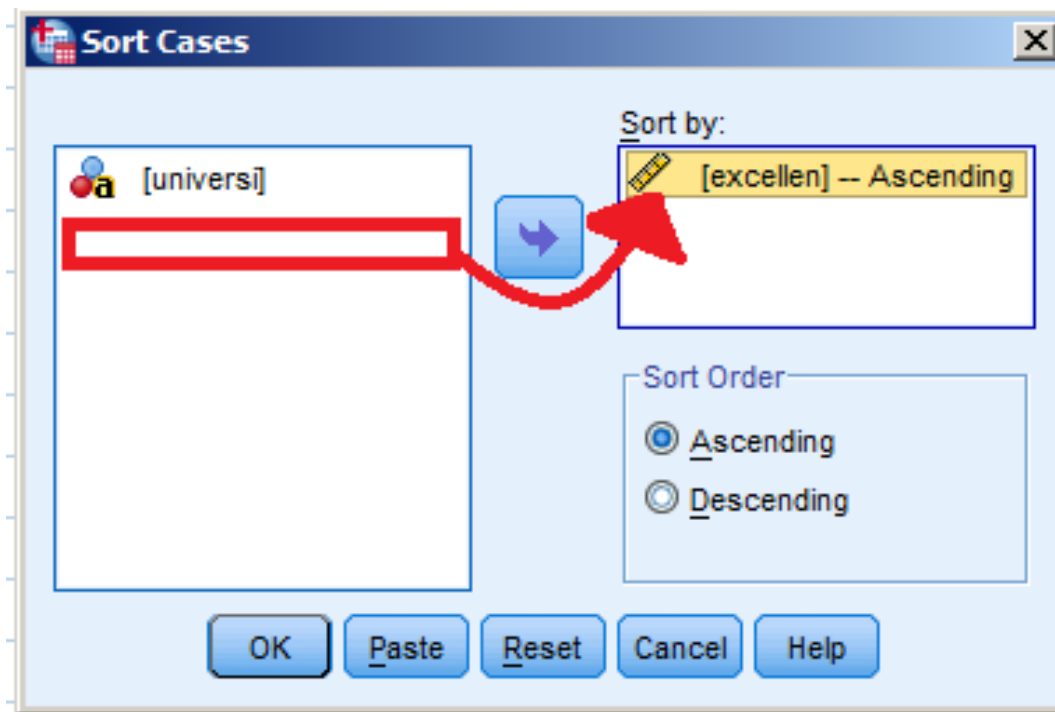 Sort Cases
Sort by:
[universi]
[excellen] -- Ascending
Sort Order
Ascending
Descending
OK Paste Reset Cancel Help